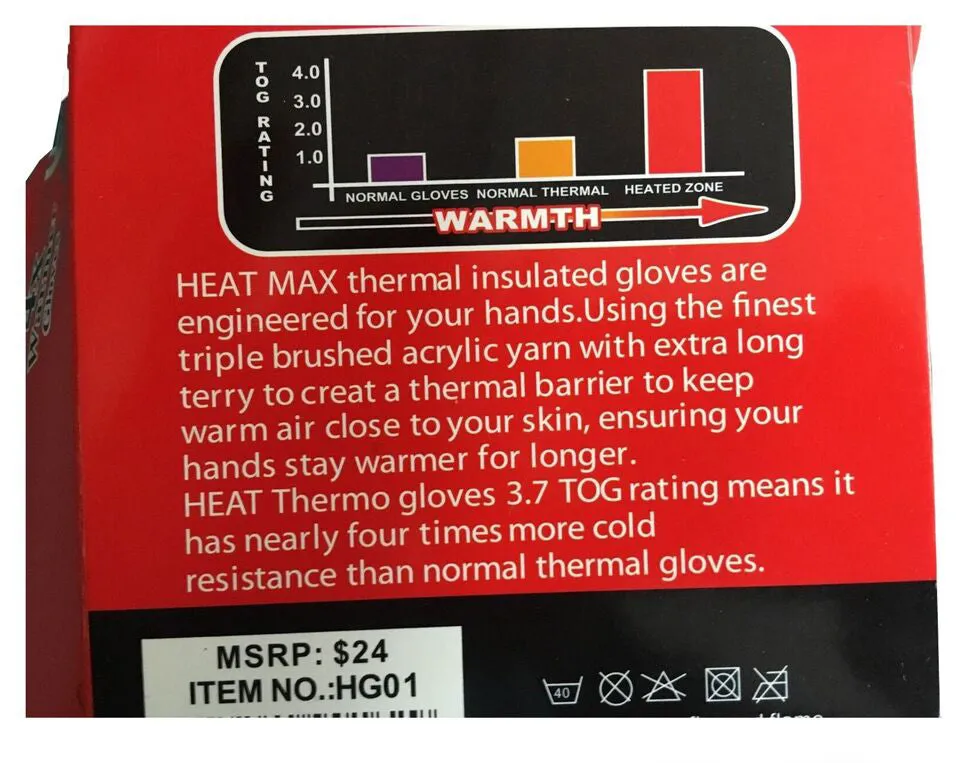 TOG RATING
4.0
3.0
2.0
1.0
NORMAL GLOVES NORMAL THERMAL HEATED ZONE
WARMTH
HEAT MAX thermal insulated gloves are
engineered for your hands.Using the finest
triple brushed acrylic yarn with extra long
terry to creat a thermal barrier to keep
warm air close to your skin, ensuring your
hands stay warmer for longer.
HEAT Thermo gloves 3.7 TOG rating means it
has nearly four times more cold
resistance than normal thermal gloves.
MSRP: $24
ITEM NO.:HG01
40